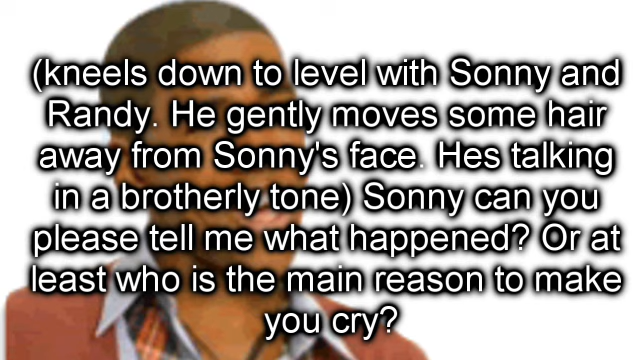 (kneels down to level with Sonny and
Randy. He gently moves some hair
away from Sonny's face. Hes talking
in a brotherly tone) Sonny can you
please tell me what happened? Or at
least who is the main reason to make
you cry?